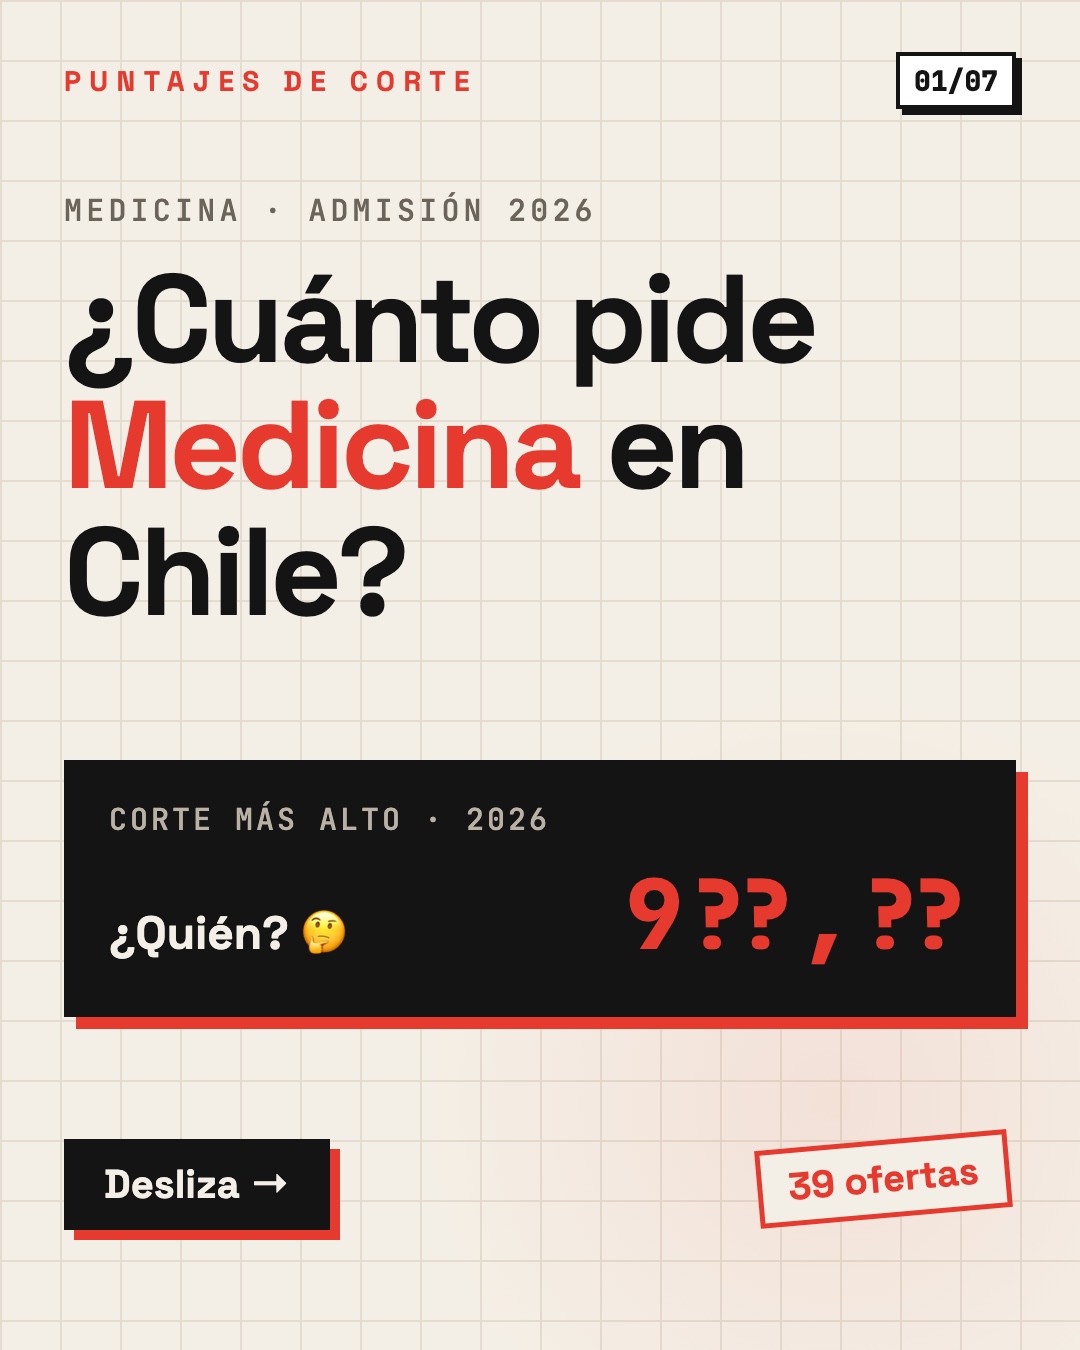 PUNTAJES DE CORTE
01/07
MEDICINA · ADMISIÓN 2026
¿Cuánto pide
Medicina en
Chile?
CORTE MÁS ALTO · 2026
¿Quién? 🤔
9??,??
Desliza →
39 ofertas